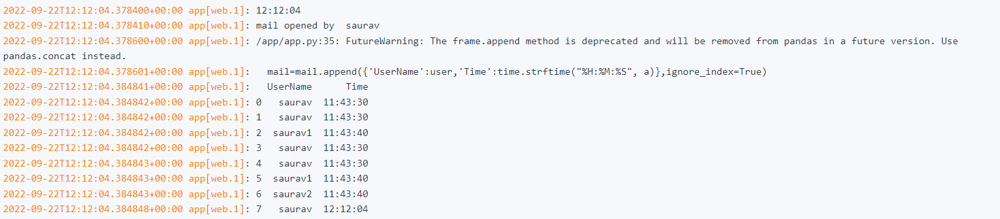 2022-09-22T12:12:04.378400+00:00 app[web.1]: 12:12:04
2022-09-22T12:12:04.378410+00:00 app[web.1]: mail opened by  saurav
2022-09-22T12:12:04.378600+00:00 app[web.1]: /app/app.py:35: FutureWarning: The frame.append method is deprecated and will be removed from pandas in a future version. Use
pandas.concat instead.
2022-09-22T12:12:04.378601+00:00 app[web.1]:   mail=mail.append({'UserName':user,'Time':time.strftime("%H:%M:%S", a)},ignore_index=True)
2022-09-22T12:12:04.384841+00:00 app[web.1]:   UserName      Time
2022-09-22T12:12:04.384842+00:00 app[web.1]: 0   saurav  11:43:30
2022-09-22T12:12:04.384842+00:00 app[web.1]: 1   saurav  11:43:30
2022-09-22T12:12:04.384842+00:00 app[web.1]: 2  saurav1  11:43:40
2022-09-22T12:12:04.384842+00:00 app[web.1]: 3   saurav  11:43:30
2022-09-22T12:12:04.384843+00:00 app[web.1]: 4   saurav  11:43:30
2022-09-22T12:12:04.384843+00:00 app[web.1]: 5  saurav1  11:43:40
2022-09-22T12:12:04.384843+00:00 app[web.1]: 6  saurav2  11:43:40
2022-09-22T12:12:04.384848+00:00 app[web.1]: 7   saurav  12:12:04